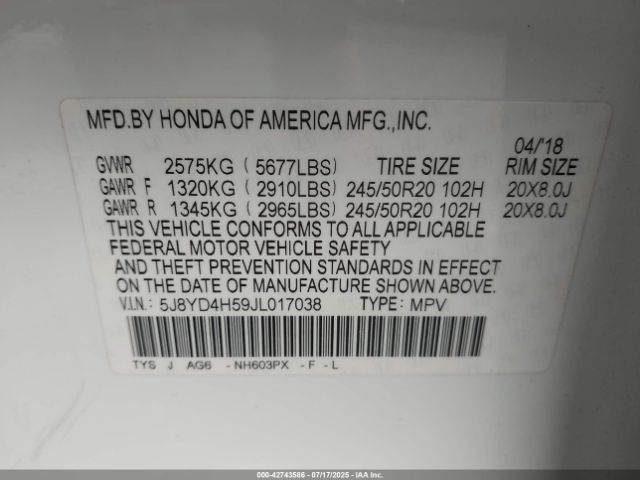 MFD.BY HONDA OF AMERICA MFG.,INC.
04/'18
GVWR 2575KG ( 5677LBS) TIRE SIZE RIM SIZE
GAWR F 1320KG ( 2910LBS) 245/50R20 102H 20X8.0J
GAWR R 1345KG ( 2965LBS) 245/50R20 102H 20X8.0J
THIS VEHICLE CONFORMS TO ALL APPLICABLE
FEDERAL MOTOR VEHICLE SAFETY
AND THEFT PREVENTION STANDARDS IN EFFECT
ON THE DATE OF MANUFACTURE SHOWN ABOVE.
V.I.N.: 5J8YD4H59JL017038 TYPE: MPV
TYS J AG6 -NH603PX -F -L
000-42743586 - 07/17/2025 - IAA Inc.